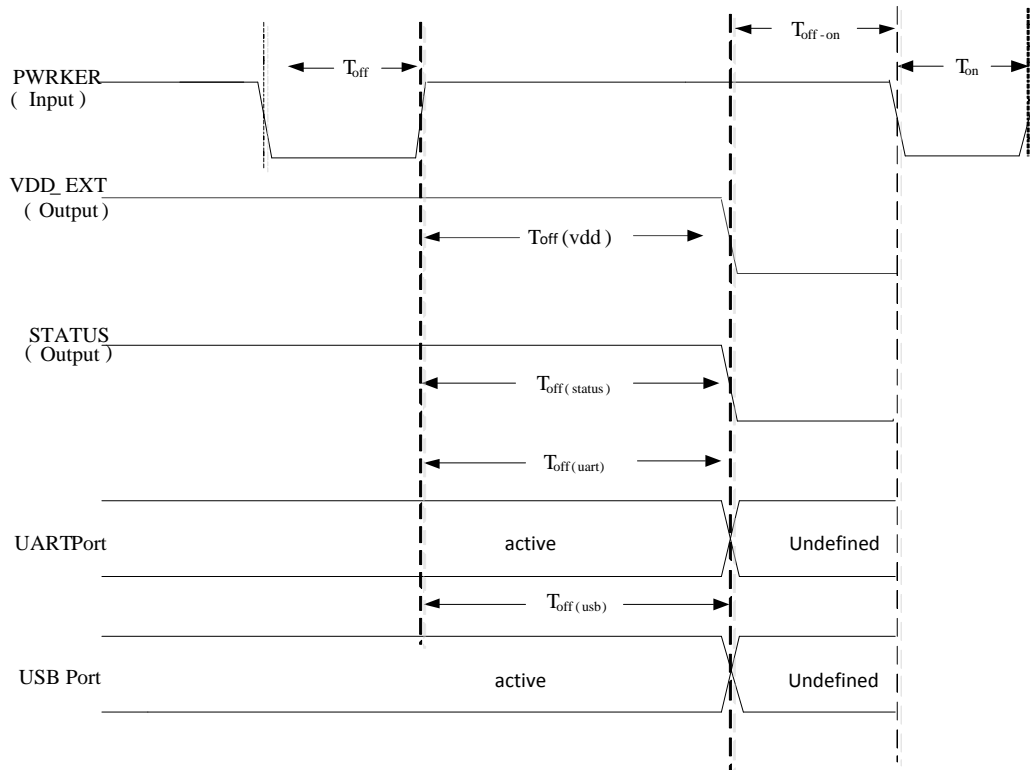 Toff-on
Toff
Ton
PWRKER
( Input )
VDD_EXT
( Output )
Toff(vdd )
STATUS
( Output )
Toff( status)
Toff(uart)
UARTPort
active
Undefined
Toff(usb)
USB Port
active
Undefined